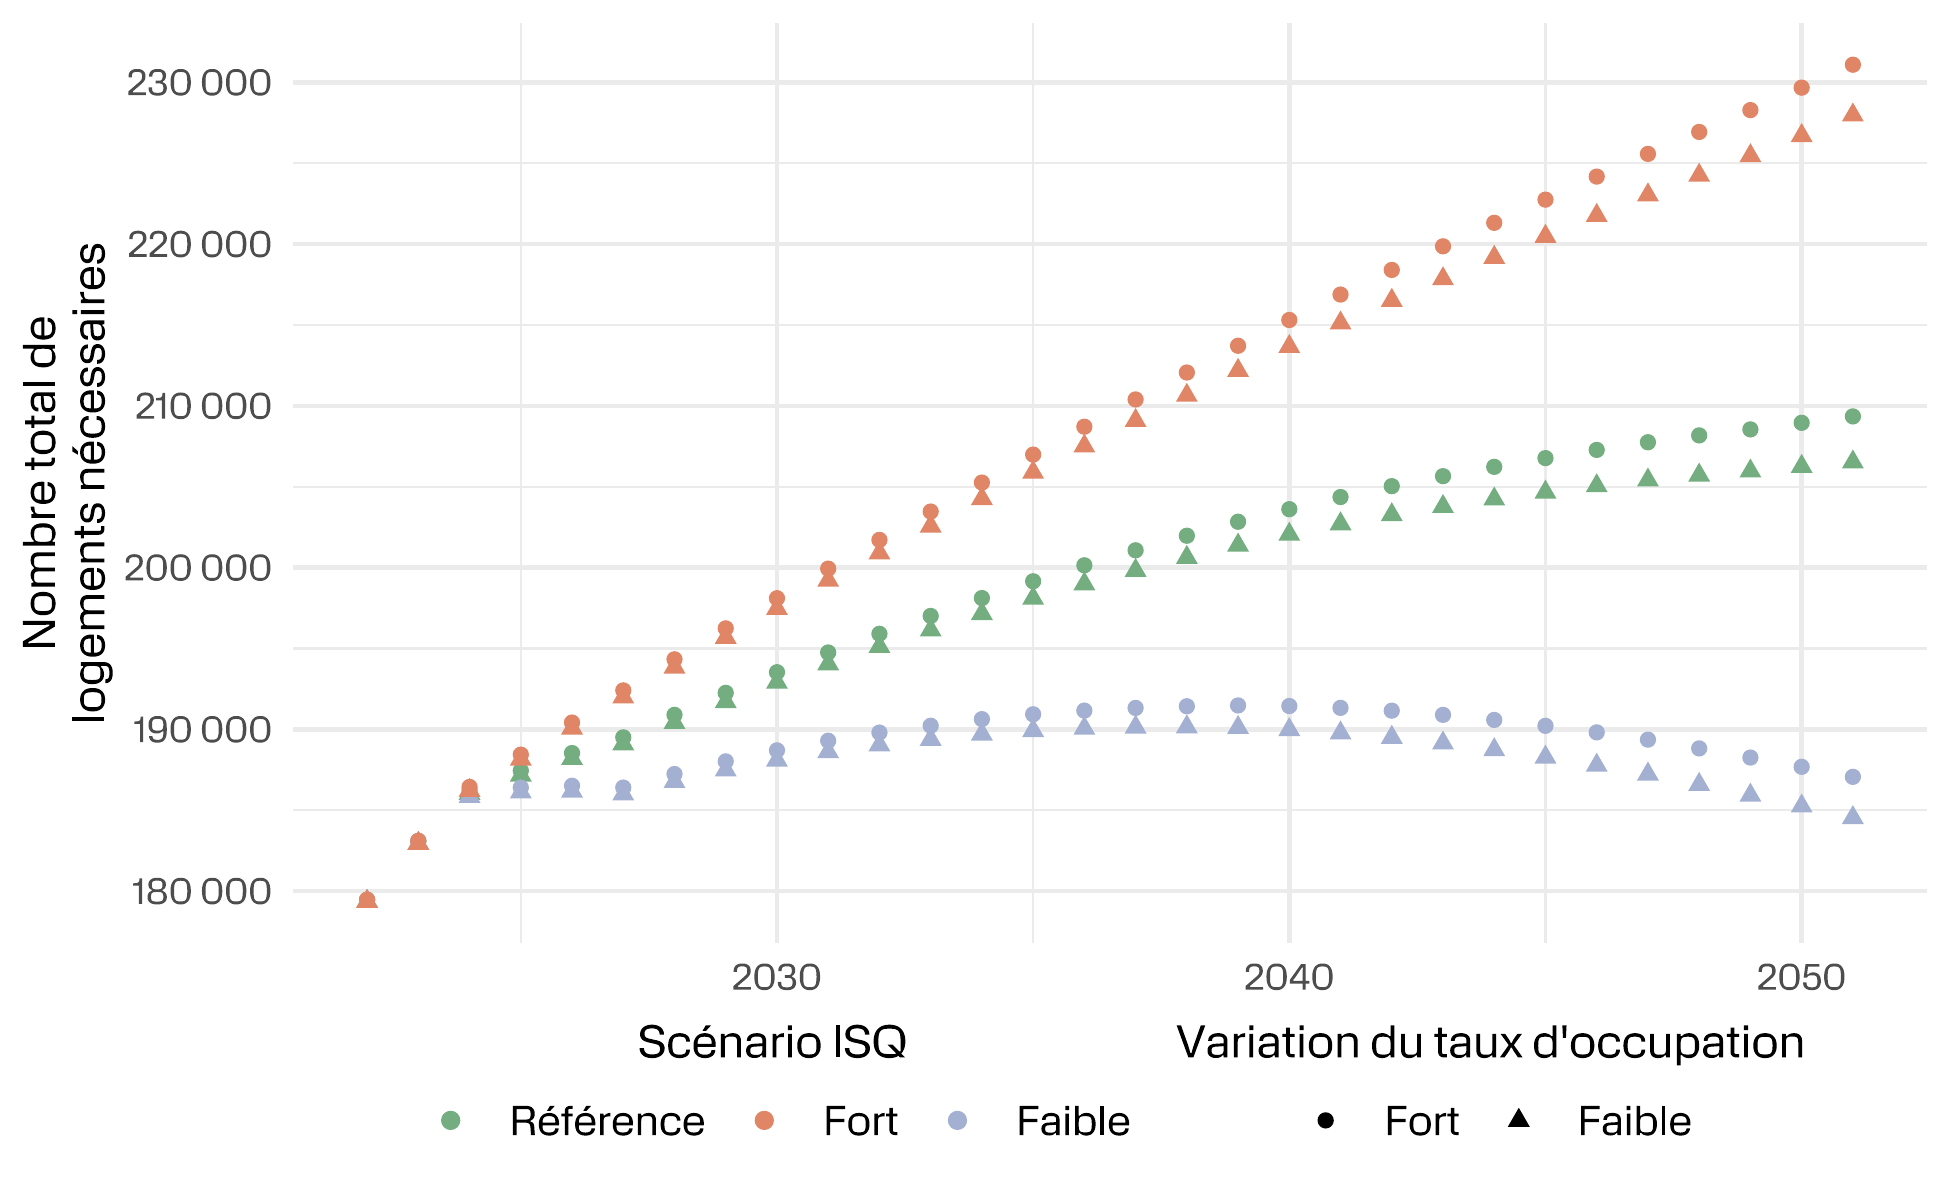 Nombre total de
logements nécessaires
230 000
220 000
210 000
200 000
190 000
180 000
2030 2040 2050
Scénario ISQ Variation du taux d'occupation
Référence Fort Faible Fort Faible